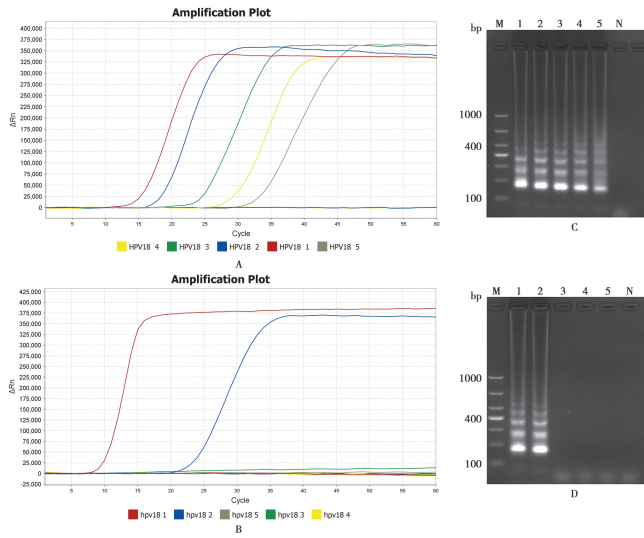 Amplification Plot
400,000
375,000
350,000
325,000
300,000
275,000
250,000
225,000
200,000
175,000
150,000
125,000
100,000
75,000
50,000
25,000
0
ΔRn
5 10 15 20 25 30 35 40 45 50 55 60
Cycle
HPV18 4 HPV18 3 HPV18 2 HPV18 1 HPV18 5
A
Amplification Plot
425,000
400,000
375,000
350,000
325,000
300,000
275,000
250,000
225,000
200,000
175,000
150,000
125,000
100,000
75,000
50,000
25,000
0
-25,000
ΔRn
5 10 15 20 25 30 35 40 45 50 55 60
Cycle
hpv18 1 hpv18 2 hpv18 5 hpv18 3 hpv18 4
B
bp M 1 2 3 4 5 N
1000
400
100
C
bp M 1 2 3 4 5 N
1000
400
100
D